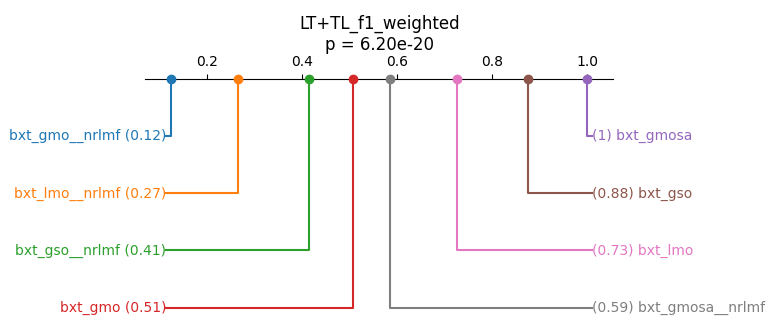 LT+TL_f1_weighted
p = 6.20e-20
0.2 0.4 0.6 0.8 1.0
bxt_gmo__nrlmf (0.12) (1) bxt_gmosa
bxt_lmo__nrlmf (0.27) (0.88) bxt_gso
bxt_gso__nrlmf (0.41) (0.73) bxt_lmo
bxt_gmo (0.51) (0.59) bxt_gmosa__nrlmf